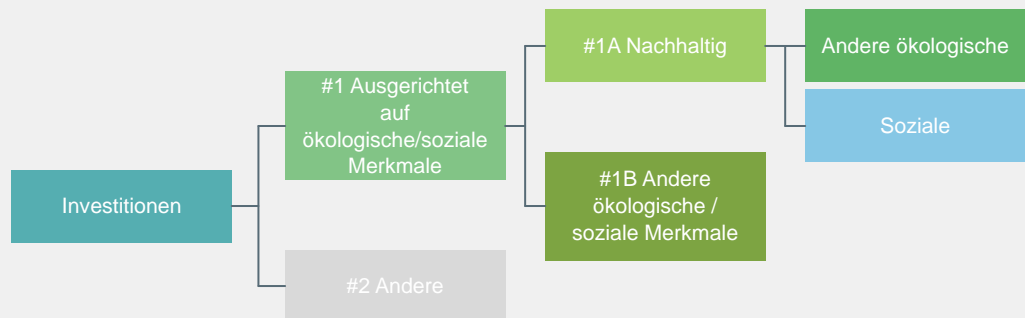 Investitionen
#1 Ausgerichtet
auf
ökologische/soziale
Merkmale
#2 Andere
#1A Nachhaltig
#1B Andere
ökologische /
soziale Merkmale
Andere ökologische
Soziale